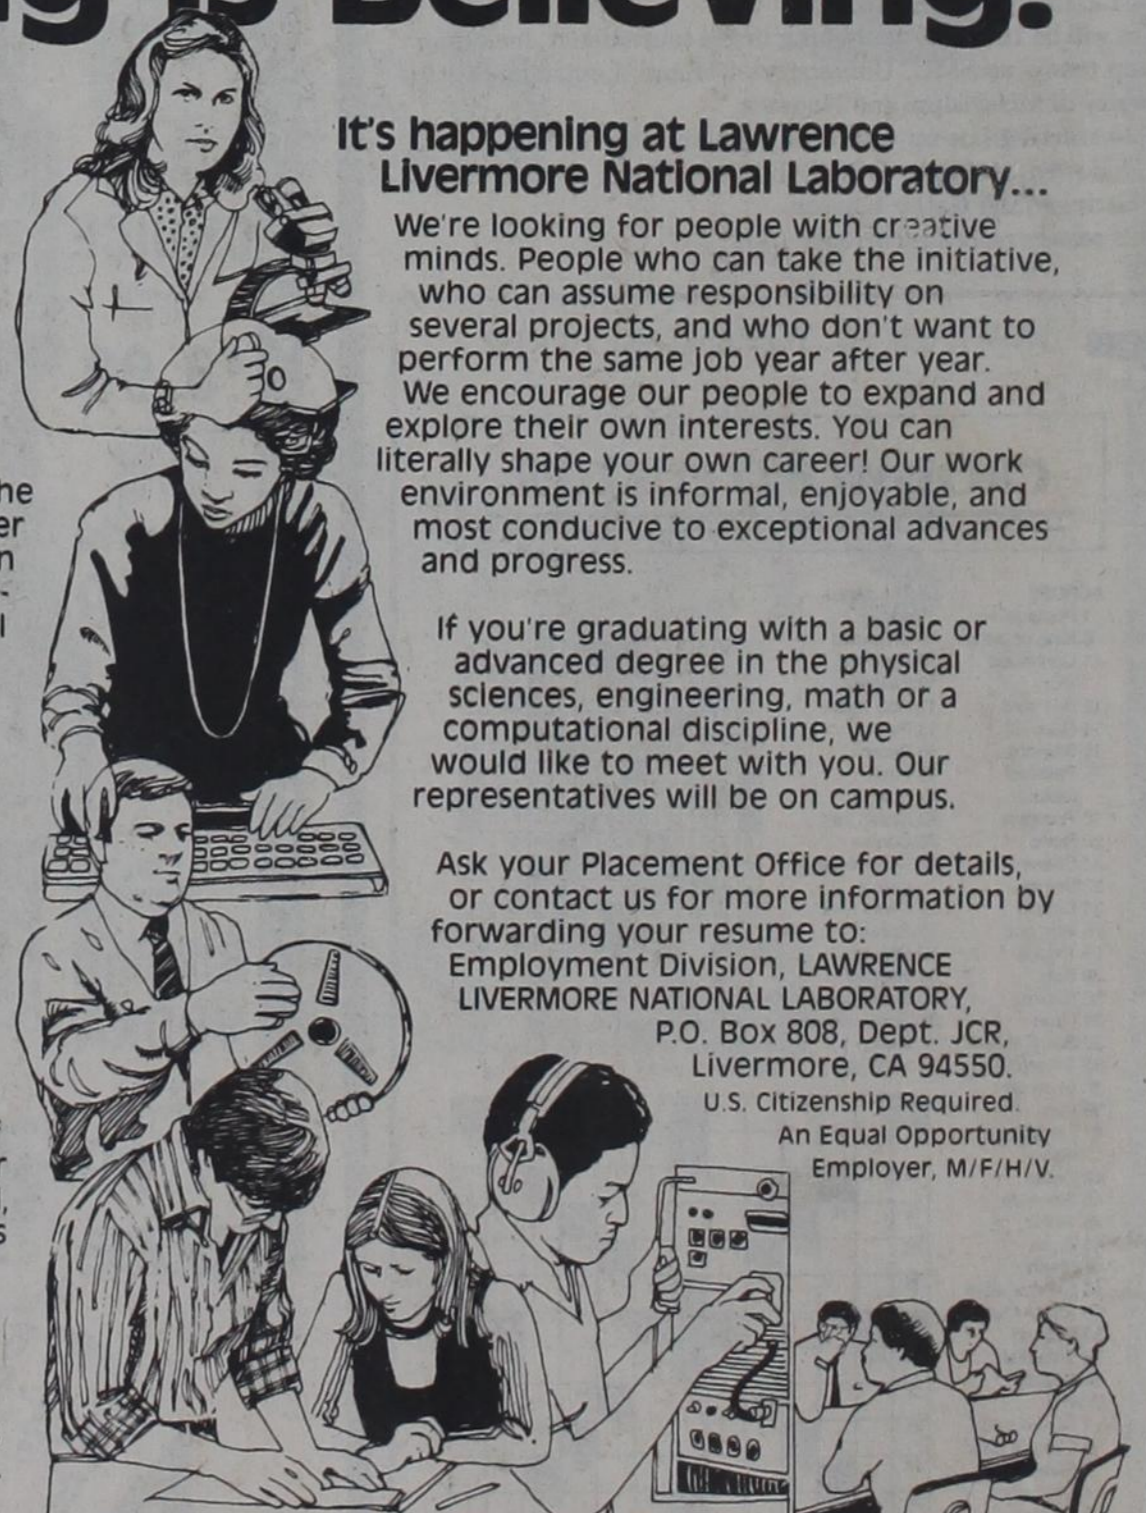 is Believing.
It's happening at Lawrence
Livermore National Laboratory...
We're looking for people with creative
minds. People who can take the initiative,
who can assume responsibility on
several projects, and who don't want to
perform the same job year after year.
We encourage our people to expand and
explore their own interests. You can
literally shape your own career! Our work
environment is informal, enjoyable, and
most conducive to exceptional advances
and progress.
If you're graduating with a basic or
advanced degree in the physical
sciences, engineering, math or a
computational discipline, we
would like to meet with you. Our
representatives will be on campus.
Ask your Placement Office for details,
or contact us for more information by
forwarding your resume to:
Employment Division, LAWRENCE
LIVERMORE NATIONAL LABORATORY,
P.O. Box 808, Dept. JCR,
Livermore, CA 94550.
U.S. Citizenship Required.
An Equal Opportunity
Employer, M/F/H/V.